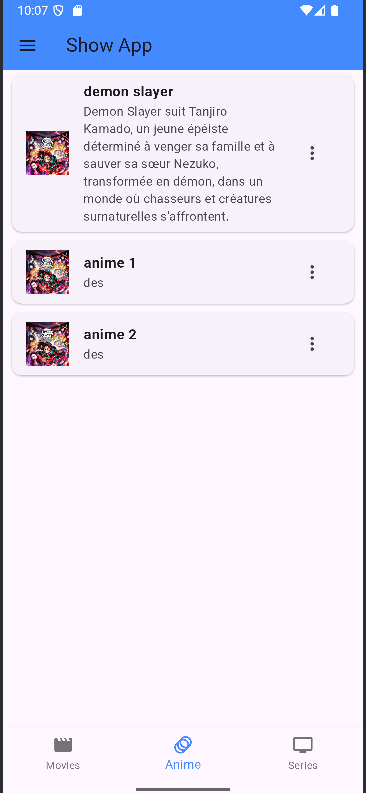 10:07
Show App
demon slayer
Demon Slayer suit Tanjiro
Kamado, un jeune épéiste
déterminé à venger sa famille et à
sauver sa sœur Nezuko,
transformée en démon, dans un
monde où chasseurs et créatures
surnaturelles s'affrontent.
anime 1
des
anime 2
des
Movies
Anime
Series